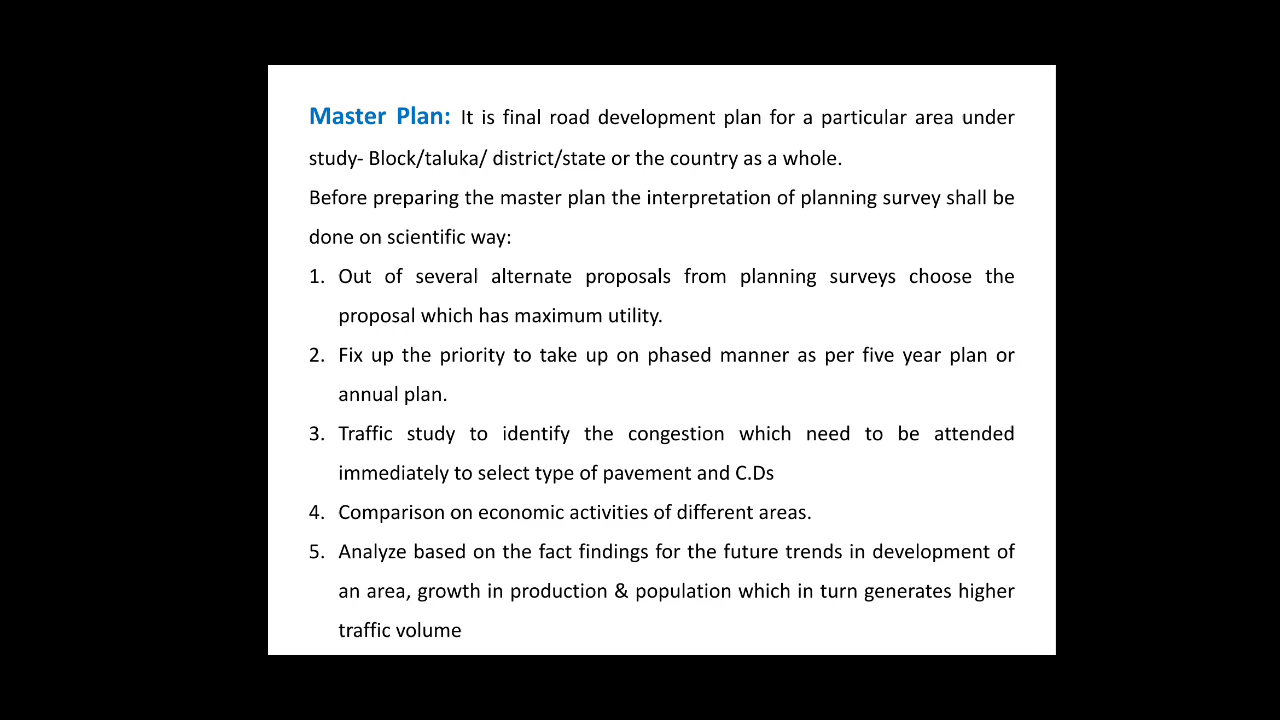 Master Plan: It is final road development plan for a particular area under
study- Block/taluka/ district/state or the country as a whole.
Before preparing the master plan the interpretation of planning survey shall be
done on scientific way:
1. Out of several alternate proposals from planning surveys choose the
proposal which has maximum utility.
2. Fix up the priority to take up on phased manner as per five year plan or
annual plan.
3. Traffic study to identify the congestion which need to be attended
immediately to select type of pavement and C.Ds
4. Comparison on economic activities of different areas.
5. Analyze based on the fact findings for the future trends in development of
an area, growth in production & population which in turn generates higher
traffic volume